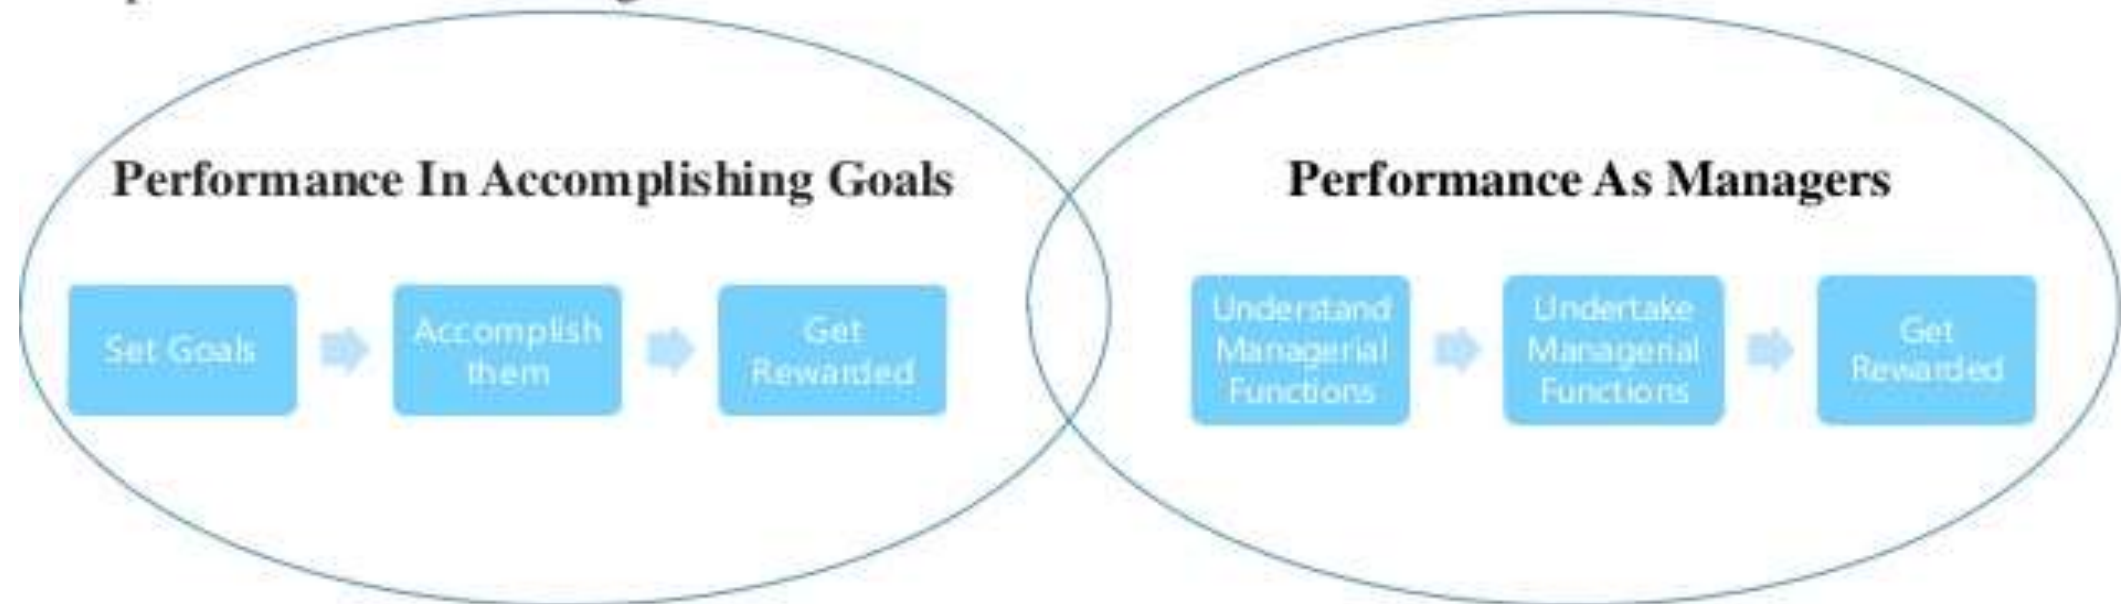 Performance In Accomplishing Goals
Set Goals
Accomplish
them
Get
Rewarded
Performance As Managers
Understand
Managerial
Functions
Undertake
Managerial
Functions
Get
Rewarded